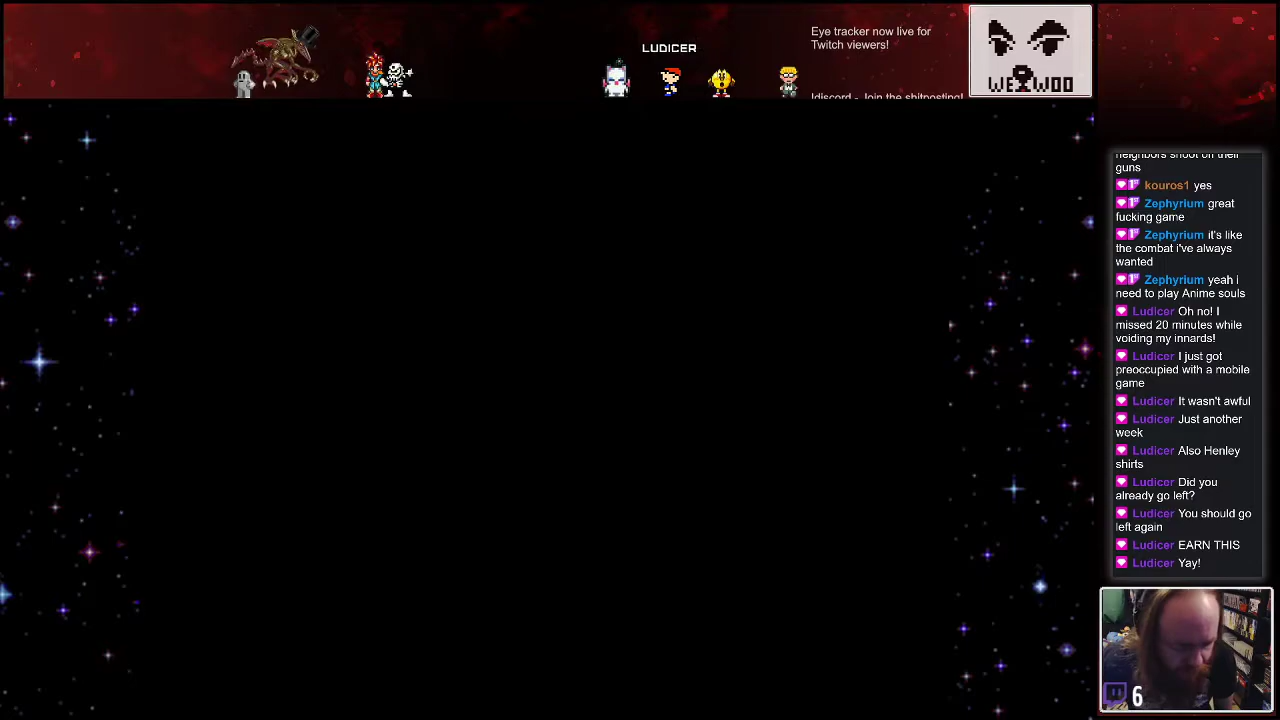 LUDICER
Eye tracker now live for
Twitch viewers!
!discord - Join the shitposting!
WEEWOO
neighbors shoot off their
guns
kouros1 yes
Zephyrium great
fucking game
Zephyrium it's like
the combat i've always
wanted
Zephyrium yeah I
need to play Anime souls
Ludicer Oh no! I
missed 20 minutes while
voiding my innards!
Ludicer I just got
preoccupied with a mobile
game
Ludicer It wasn't awful
Ludicer Just another
week
Ludicer Also Henley
shirts
Ludicer Did you
already go left?
Ludicer You should go
left again
Ludicer EARN THIS
Ludicer Yay!
6